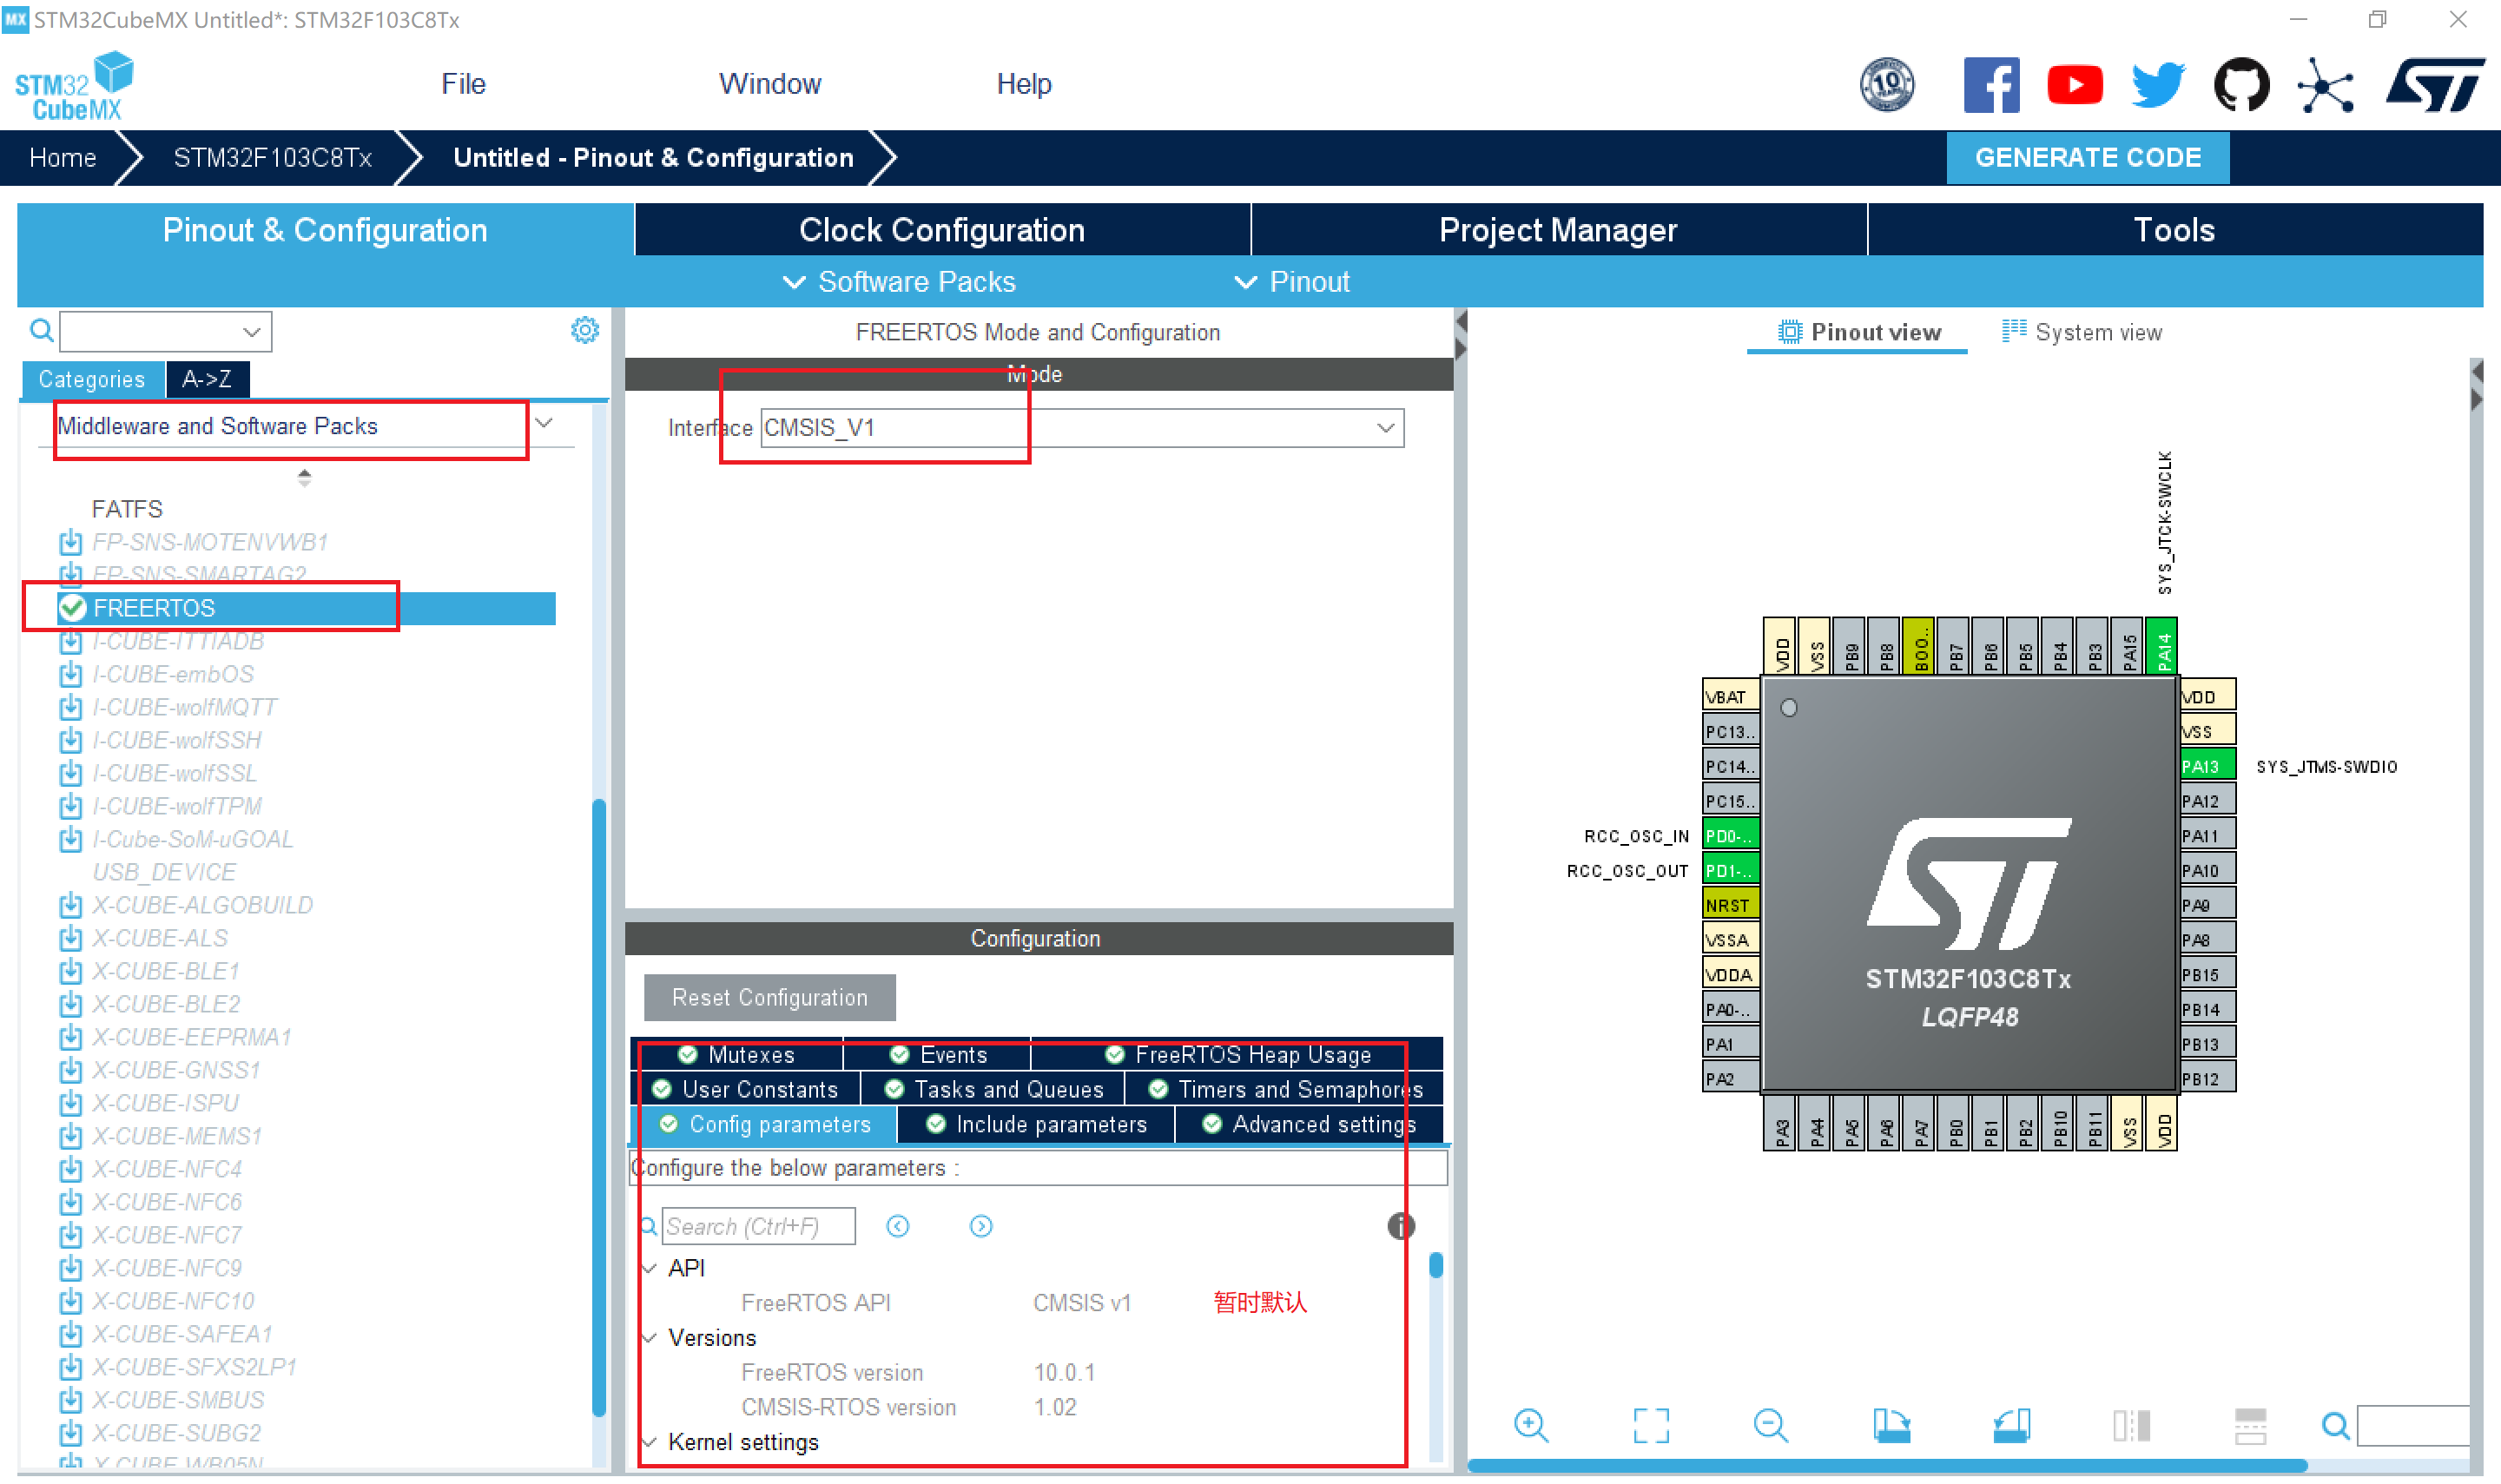 MX STM32CubeMX Untitled*: STM32F103C8Tx
STM32 CubeMX
File Window Help
10 YEARS
Home STM32F103C8Tx Untitled - Pinout & Configuration GENERATE CODE
Pinout & Configuration Clock Configuration Project Manager Tools
Software Packs Pinout
FREERTOS Mode and Configuration
Categories A->Z
Middleware and Software Packs
FATFS
FP-SNS-MOTENVWB1
FP-SNS-SMARTAG2
FREERTOS
I-CUBE-ITTIADB
I-CUBE-embOS
I-CUBE-wolfMQTT
I-CUBE-wolfSSH
I-CUBE-wolfSSL
I-CUBE-wolfTPM
I-Cube-SoM-uGOAL
USB_DEVICE
X-CUBE-ALGOBUILD
X-CUBE-ALS
X-CUBE-BLE1
X-CUBE-BLE2
X-CUBE-EEPRMA1
X-CUBE-GNSS1
X-CUBE-ISPU
X-CUBE-MEMS1
X-CUBE-NFC4
X-CUBE-NFC6
X-CUBE-NFC7
X-CUBE-NFC9
X-CUBE-NFC10
X-CUBE-SAFEA1
X-CUBE-SFXS2LP1
X-CUBE-SMBUS
X-CUBE-SUBG2
X-CUBE-WB05N
Mode
Interface CMSIS_V1
Configuration
Reset Configuration
Mutexes Events FreeRTOS Heap Usage
User Constants Tasks and Queues Timers and Semaphores
Config parameters Include parameters Advanced settings
Configure the below parameters :
Search (Ctrl+F)
API
FreeRTOS API CMSIS v1 暂时默认
Versions
FreeRTOS version 10.0.1
CMSIS-RTOS version 1.02
Kernel settings
Pinout view System view
SYS_JTCK-SWCLK
VDD VSS PB9 PB8 BOO.. PB7 PB6 PB5 PB4 PB3 PA15 PA14
VBAT
PC13..
PC14..
PC15..
RCC_OSC_IN PD0-..
RCC_OSC_OUT PD1-..
NRST
VSSA
VDDA
PA0-..
PA1
PA2
ST
STM32F103C8Tx
LQFP48
VDD
VSS
PA13 SYS_JTMS-SWDIO
PA12
PA11
PA10
PA9
PA8
PB15
PB14
PB13
PB12
PA3 PA4 PA5 PA6 PA7 PB0 PB1 PB2 PB10 PB11 VSS VDD